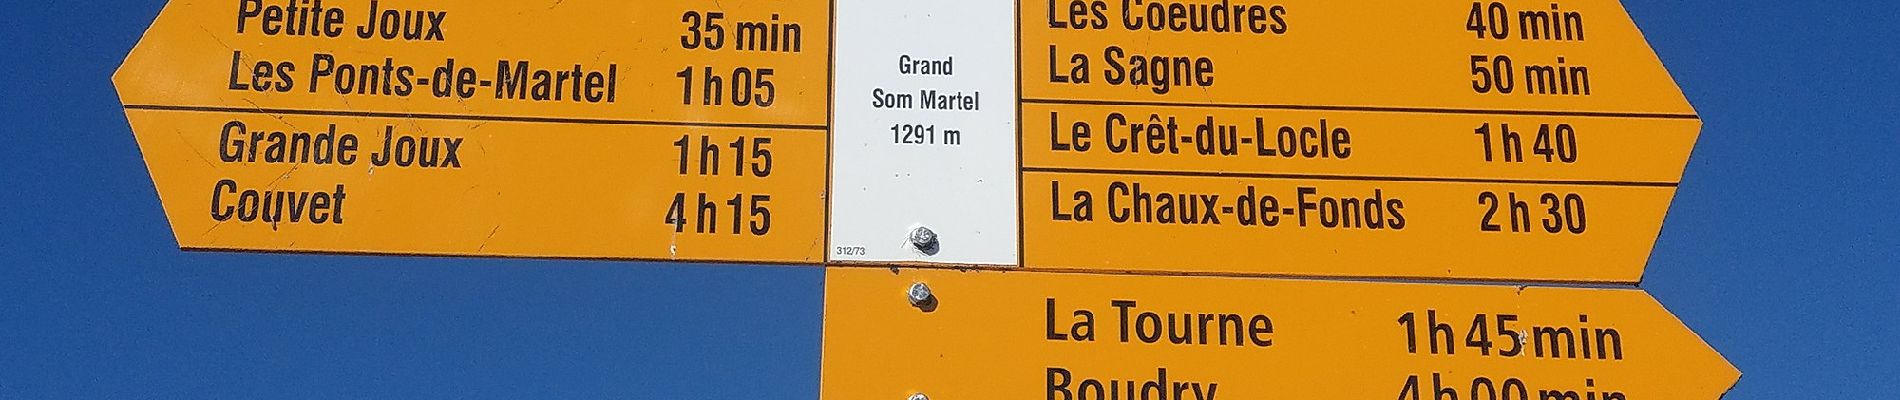 Petite Joux 35 min
Les Ponts-de-Martel 1h05
Grande Joux 1h15
Couvet 4h15
Grand
Som Martel
1291 m
312/73
Les Coeudres 40 min
La Sagne 50 min
Le Crêt-du-Locle 1h40
La Chaux-de-Fonds 2h30
La Tourne 1h45min
Boudry 4h00min